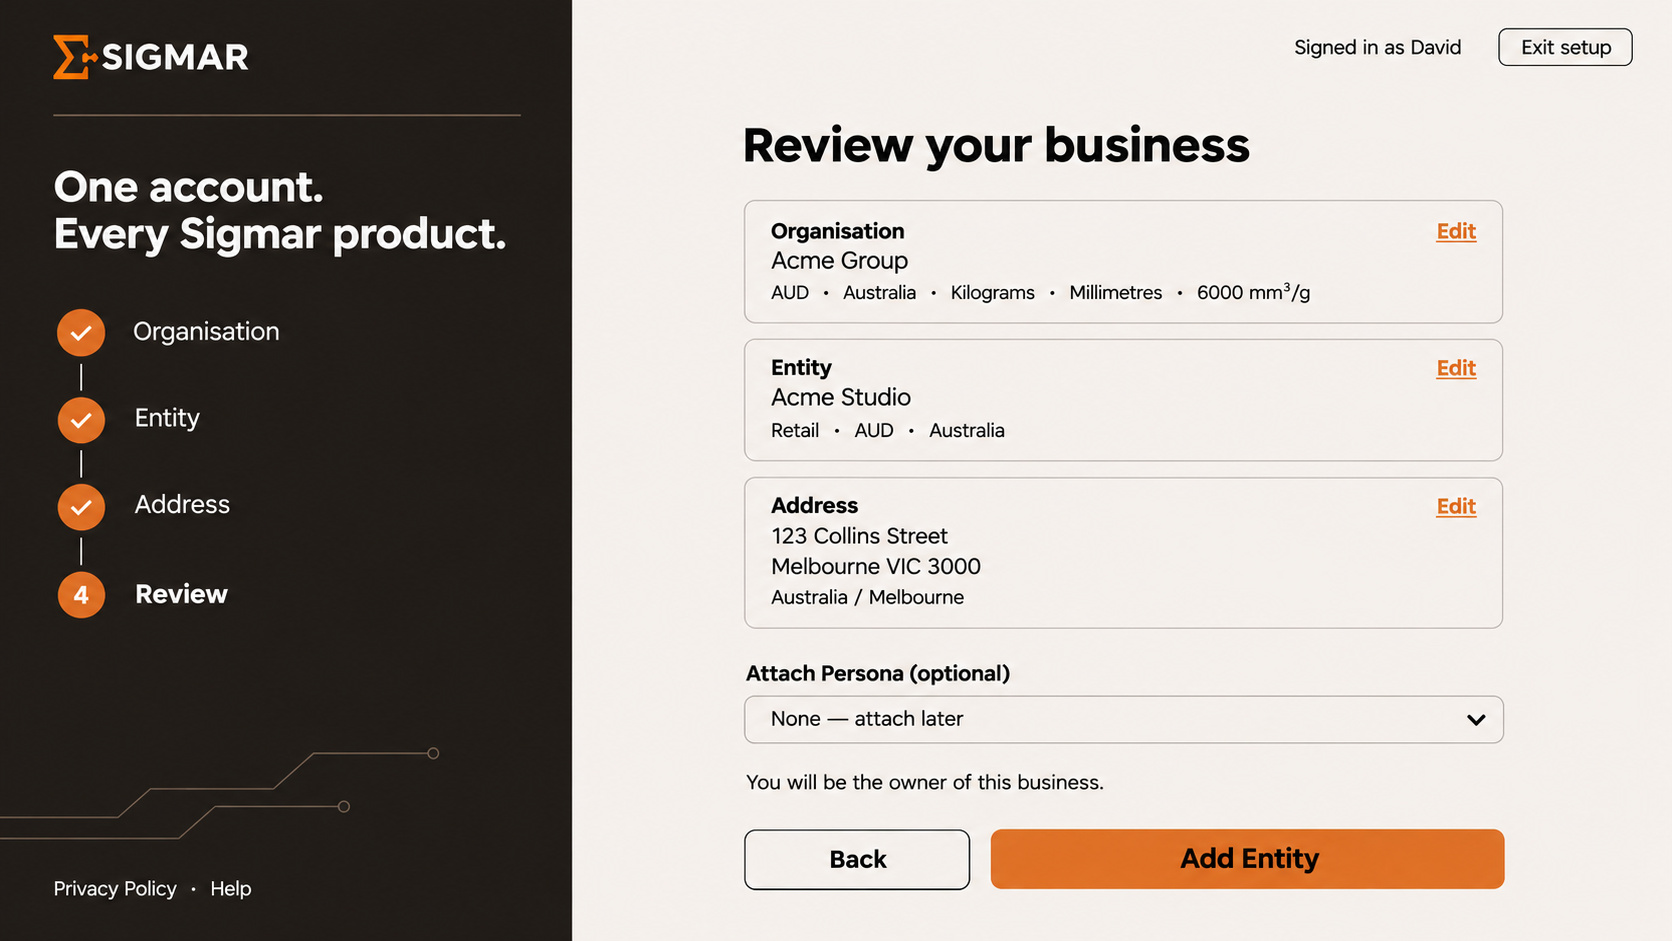 SIGMAR
One account.
Every Sigmar product.
Organisation
Entity
Address
4 Review
Privacy Policy • Help
Signed in as David
Exit setup
Review your business
Organisation
Edit
Acme Group
AUD • Australia • Kilograms • Millimetres • 6000 mm³/g
Entity
Edit
Acme Studio
Retail • AUD • Australia
Address
Edit
123 Collins Street
Melbourne VIC 3000
Australia / Melbourne
Attach Persona (optional)
None — attach later
You will be the owner of this business.
Back
Add Entity